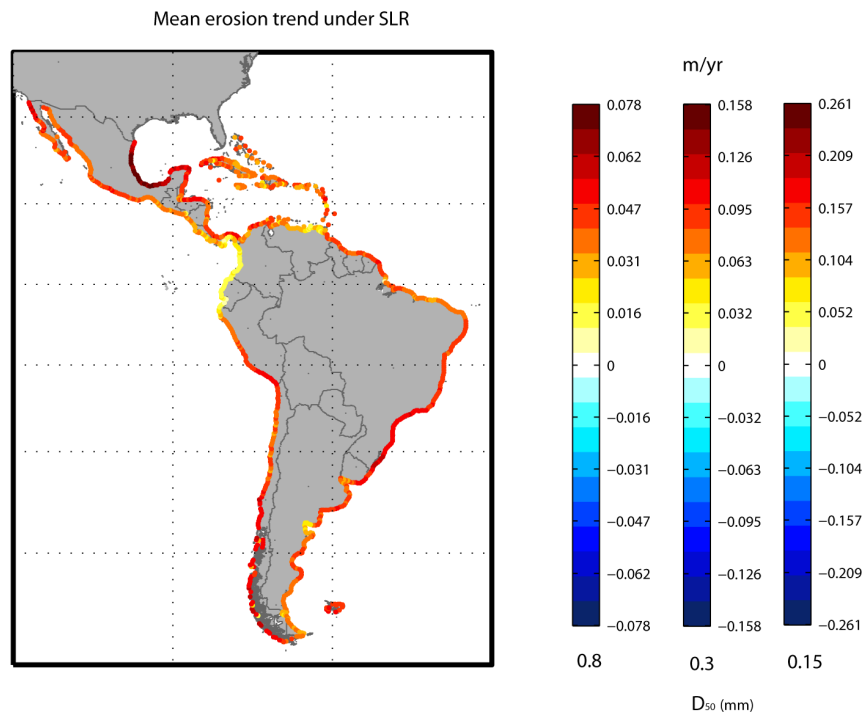 Mean erosion trend under SLR
m/yr
0.078 0.158 0.261
0.062 0.126 0.209
0.047 0.095 0.157
0.031 0.063 0.104
0.016 0.032 0.052
0 0 0
−0.016 −0.032 −0.052
−0.031 −0.063 −0.104
−0.047 −0.095 −0.157
−0.062 −0.126 −0.209
−0.078 −0.158 −0.261
0.8 0.3 0.15
D₅₀ (mm)